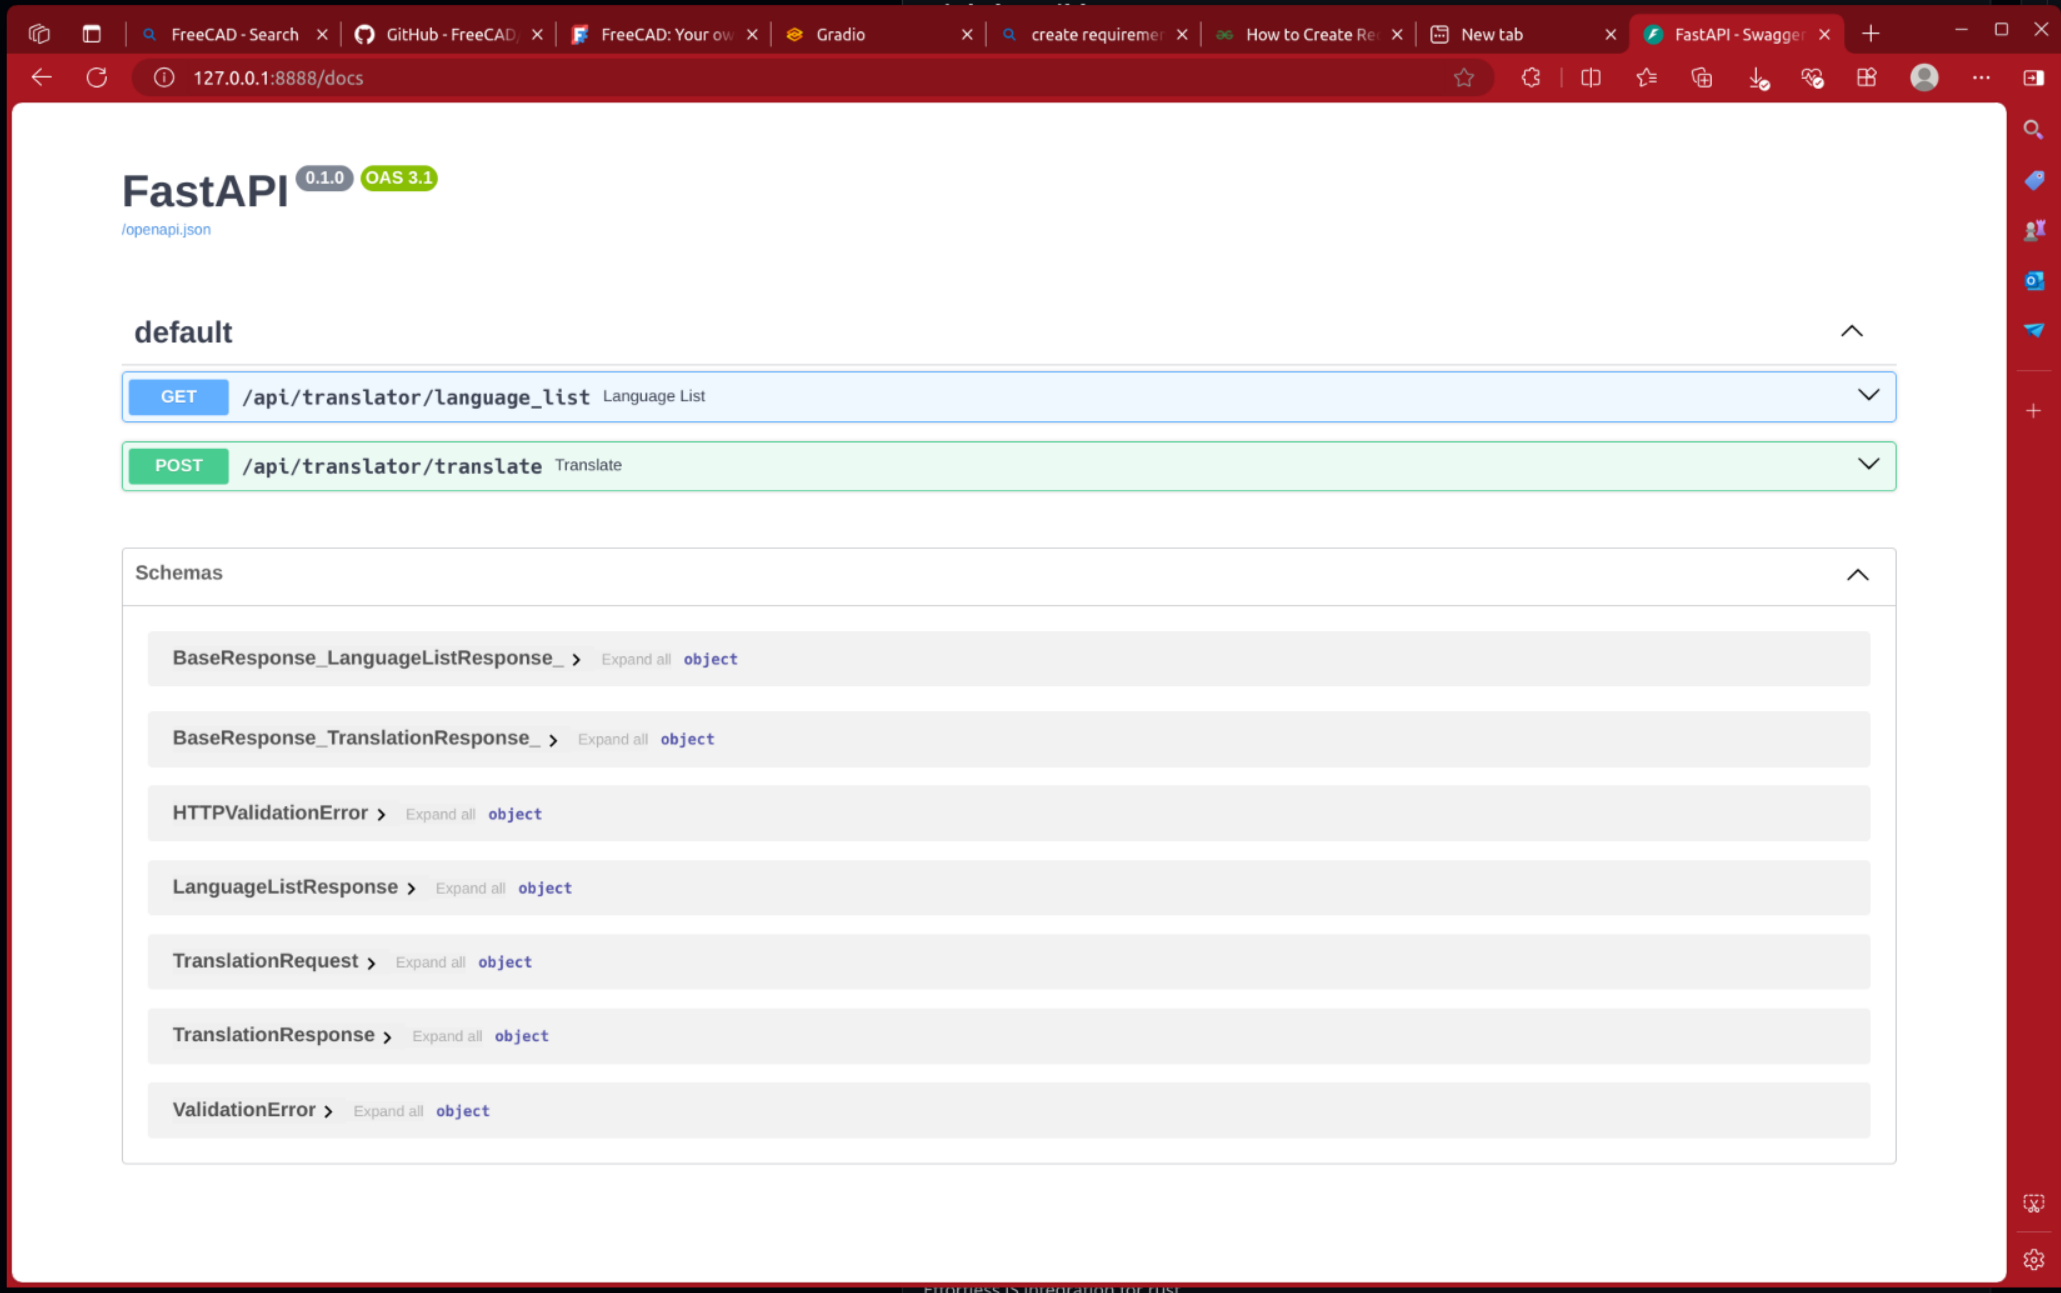 FreeCAD - Search
GitHub - FreeCAD
FreeCAD: Your ow
Gradio
create requiremer
How to Create Re
New tab
FastAPI - Swagger
127.0.0.1:8888/docs
FastAPI 0.1.0 OAS 3.1
/openapi.json
default
GET /api/translator/language_list Language List
POST /api/translator/translate Translate
Schemas
BaseResponse_LanguageListResponse_ Expand all object
BaseResponse_TranslationResponse_ Expand all object
HTTPValidationError Expand all object
LanguageListResponse Expand all object
TranslationRequest Expand all object
TranslationResponse Expand all object
ValidationError Expand all object